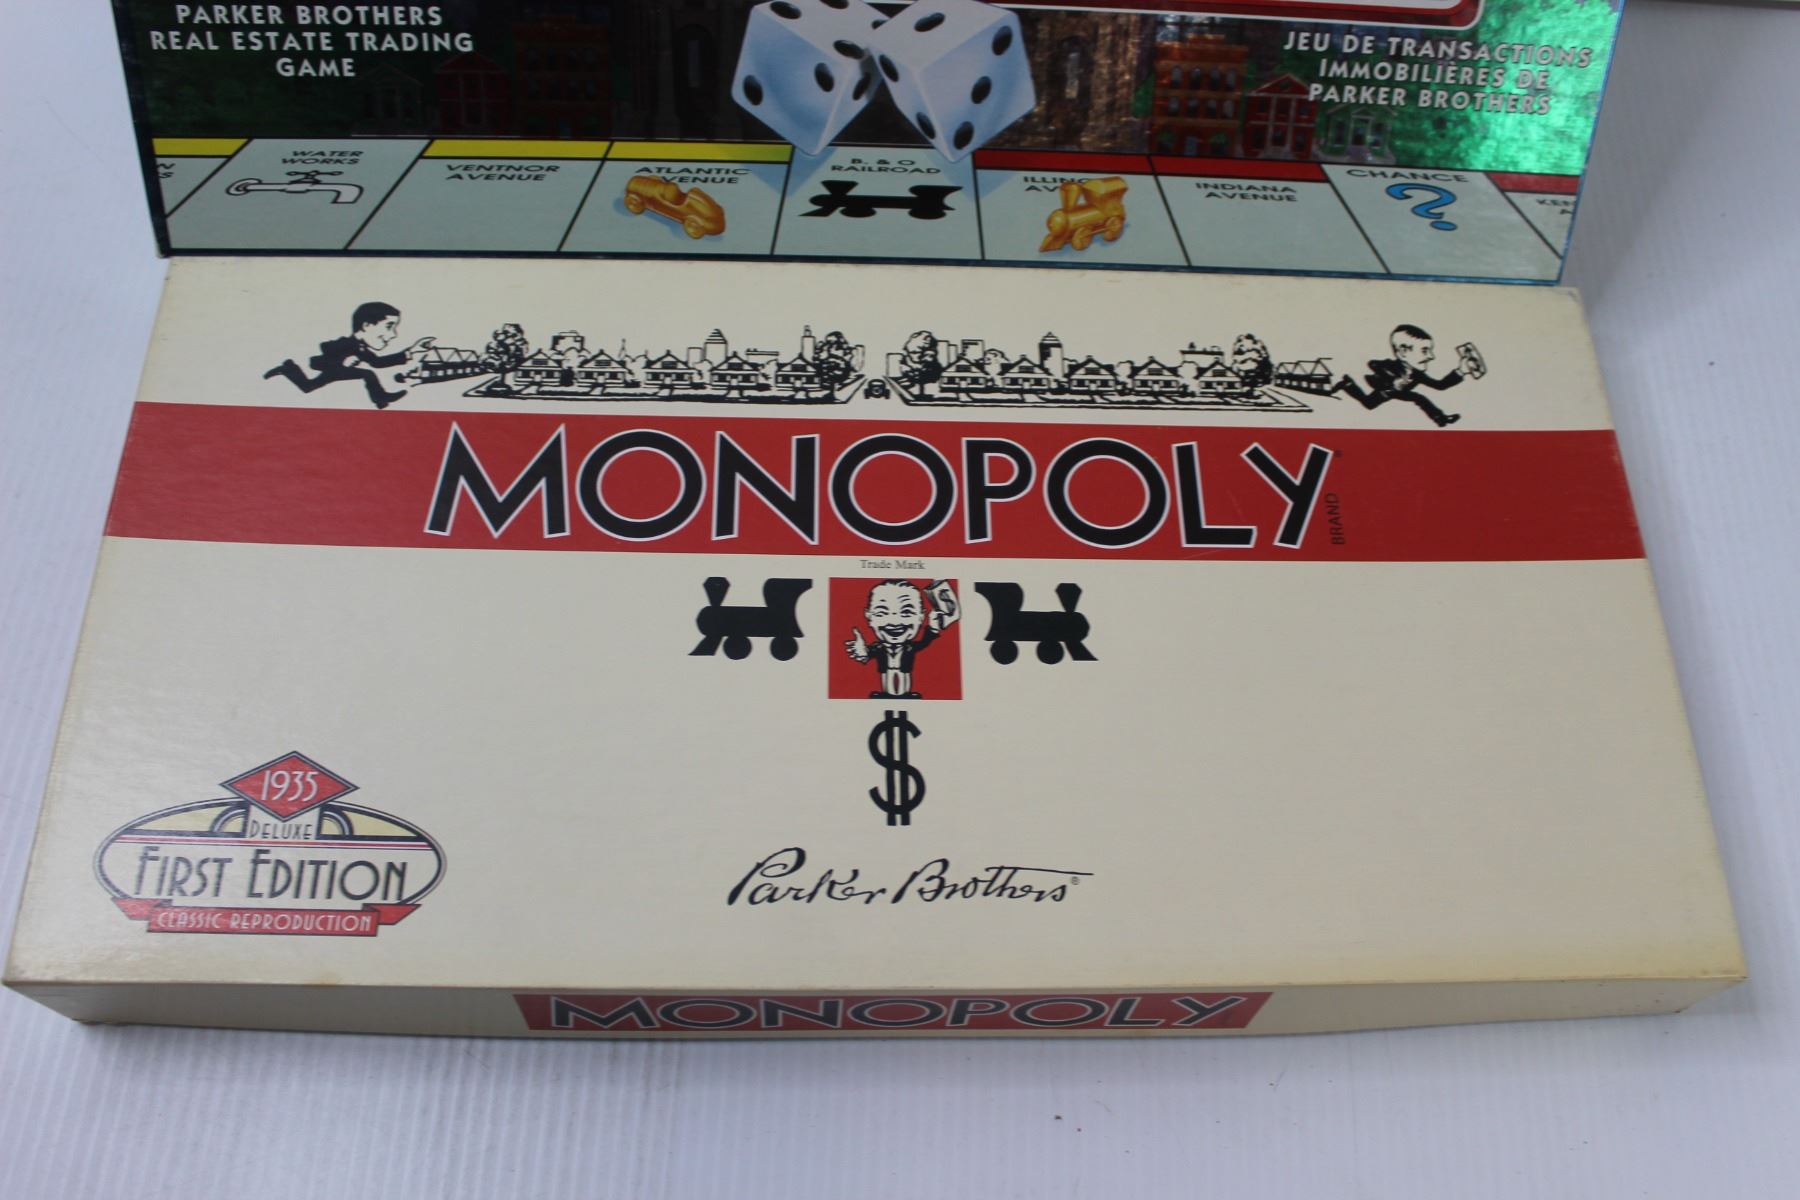 PARKER BROTHERS
REAL ESTATE TRADING
GAME
JEU DE TRANSACTIONS
IMMOBILIÈRES DE
PARKER BROTHERS
WATER
WORKS
VENTNOR
AVENUE
ATLANTIC
AVENUE
B. & O
RAILROAD
INDIANA
AVENUE
CHANCE
?
MONOPOLY
BRAND
Trade Mark
$
$
1935
DELUXE
FIRST EDITION
CLASSIC REPRODUCTION
Parker Brothers®
MONOPOLY